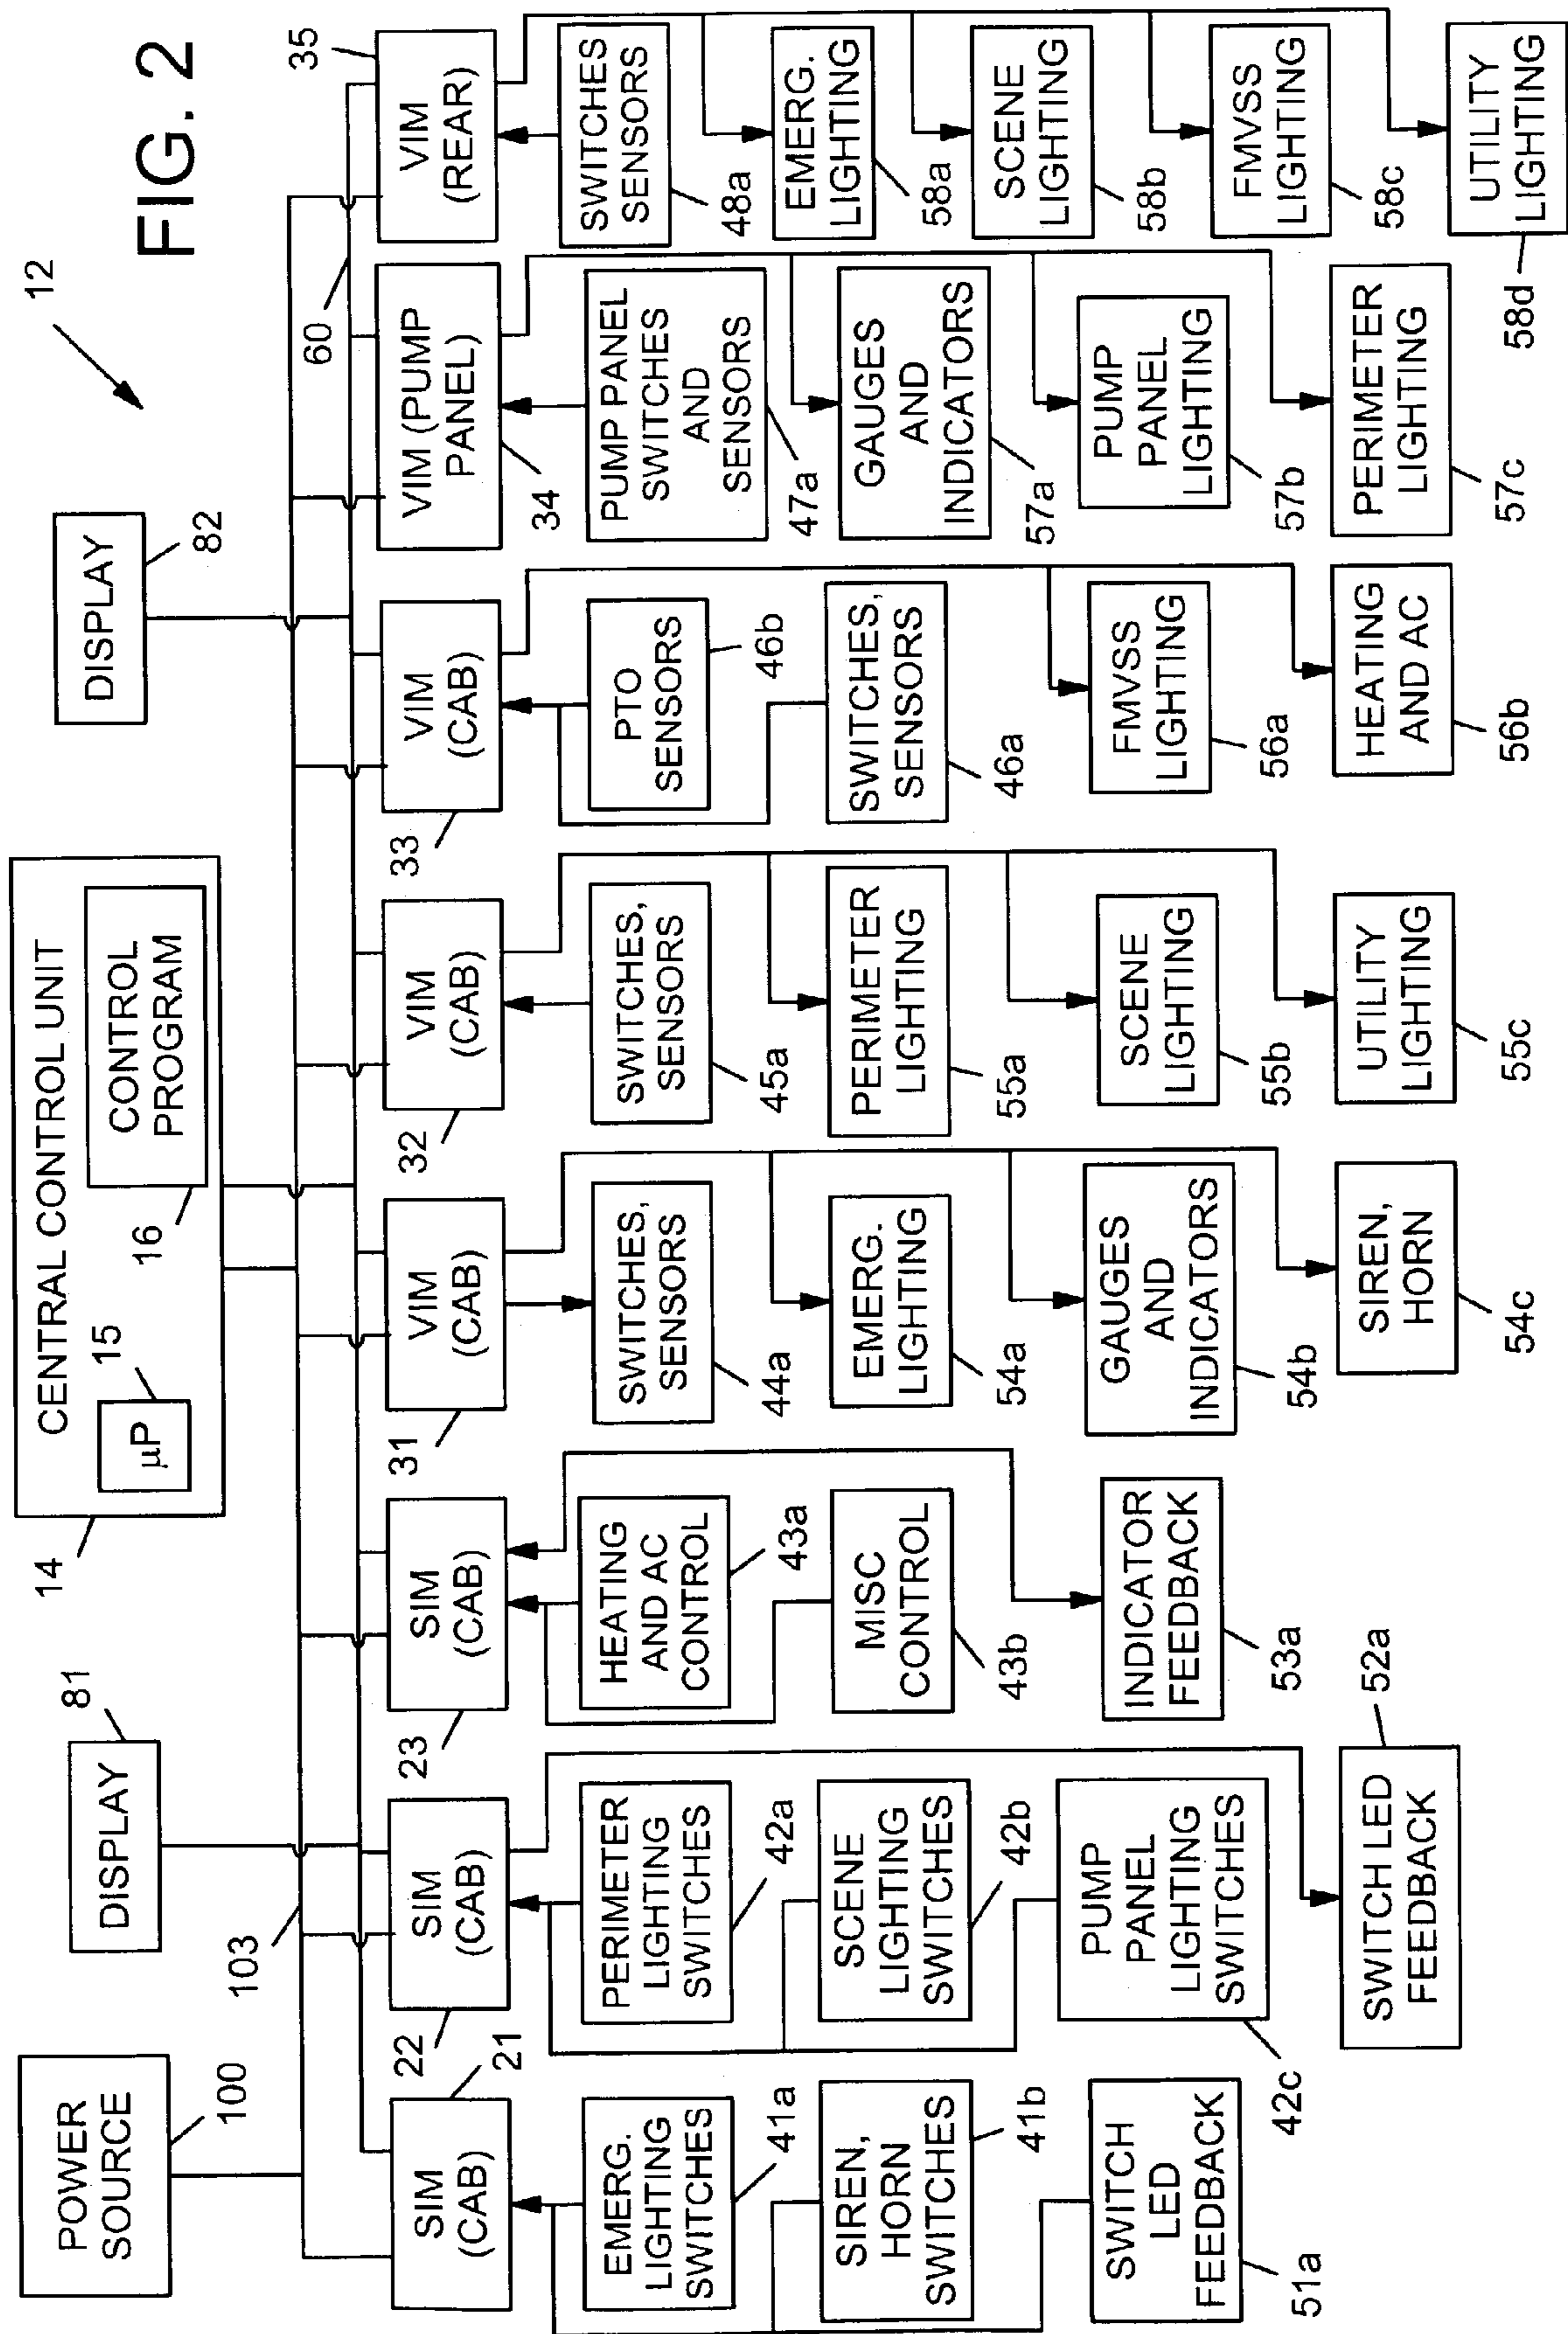 FIG. 2
12
POWER
SOURCE
100
DISPLAY
81
103
CENTRAL CONTROL UNIT
14
μP
15
CONTROL
PROGRAM
16
DISPLAY
82
60
SIM
(CAB)
21
EMERG.
LIGHTING
SWITCHES
41a
SIREN,
HORN
SWITCHES
41b
SWITCH
LED
FEEDBACK
51a
SIM
(CAB)
22
PERIMETER
LIGHTING
SWITCHES
42a
SCENE
LIGHTING
SWITCHES
42b
PUMP
PANEL
LIGHTING
SWITCHES
42c
SWITCH LED
FEEDBACK
52a
SIM
(CAB)
23
HEATING
AND AC
CONTROL
43a
MISC
CONTROL
43b
INDICATOR
FEEDBACK
53a
VIM
(CAB)
31
SWITCHES,
SENSORS
44a
EMERG.
LIGHTING
54a
GAUGES
AND
INDICATORS
54b
SIREN,
HORN
54c
VIM
(CAB)
32
SWITCHES,
SENSORS
45a
PERIMETER
LIGHTING
55a
SCENE
LIGHTING
55b
UTILITY
LIGHTING
55c
VIM
(CAB)
33
PTO
SENSORS
46b
SWITCHES,
SENSORS
46a
FMVSS
LIGHTING
56a
HEATING
AND AC
56b
VIM (PUMP
PANEL)
34
PUMP PANEL
SWITCHES
AND
SENSORS
47a
GAUGES
AND
INDICATORS
57a
PUMP
PANEL
LIGHTING
57b
PERIMETER
LIGHTING
57c
VIM
(REAR)
35
SWITCHES
SENSORS
48a
EMERG.
LIGHTING
58a
SCENE
LIGHTING
58b
FMVSS
LIGHTING
58c
UTILITY
LIGHTING
58d